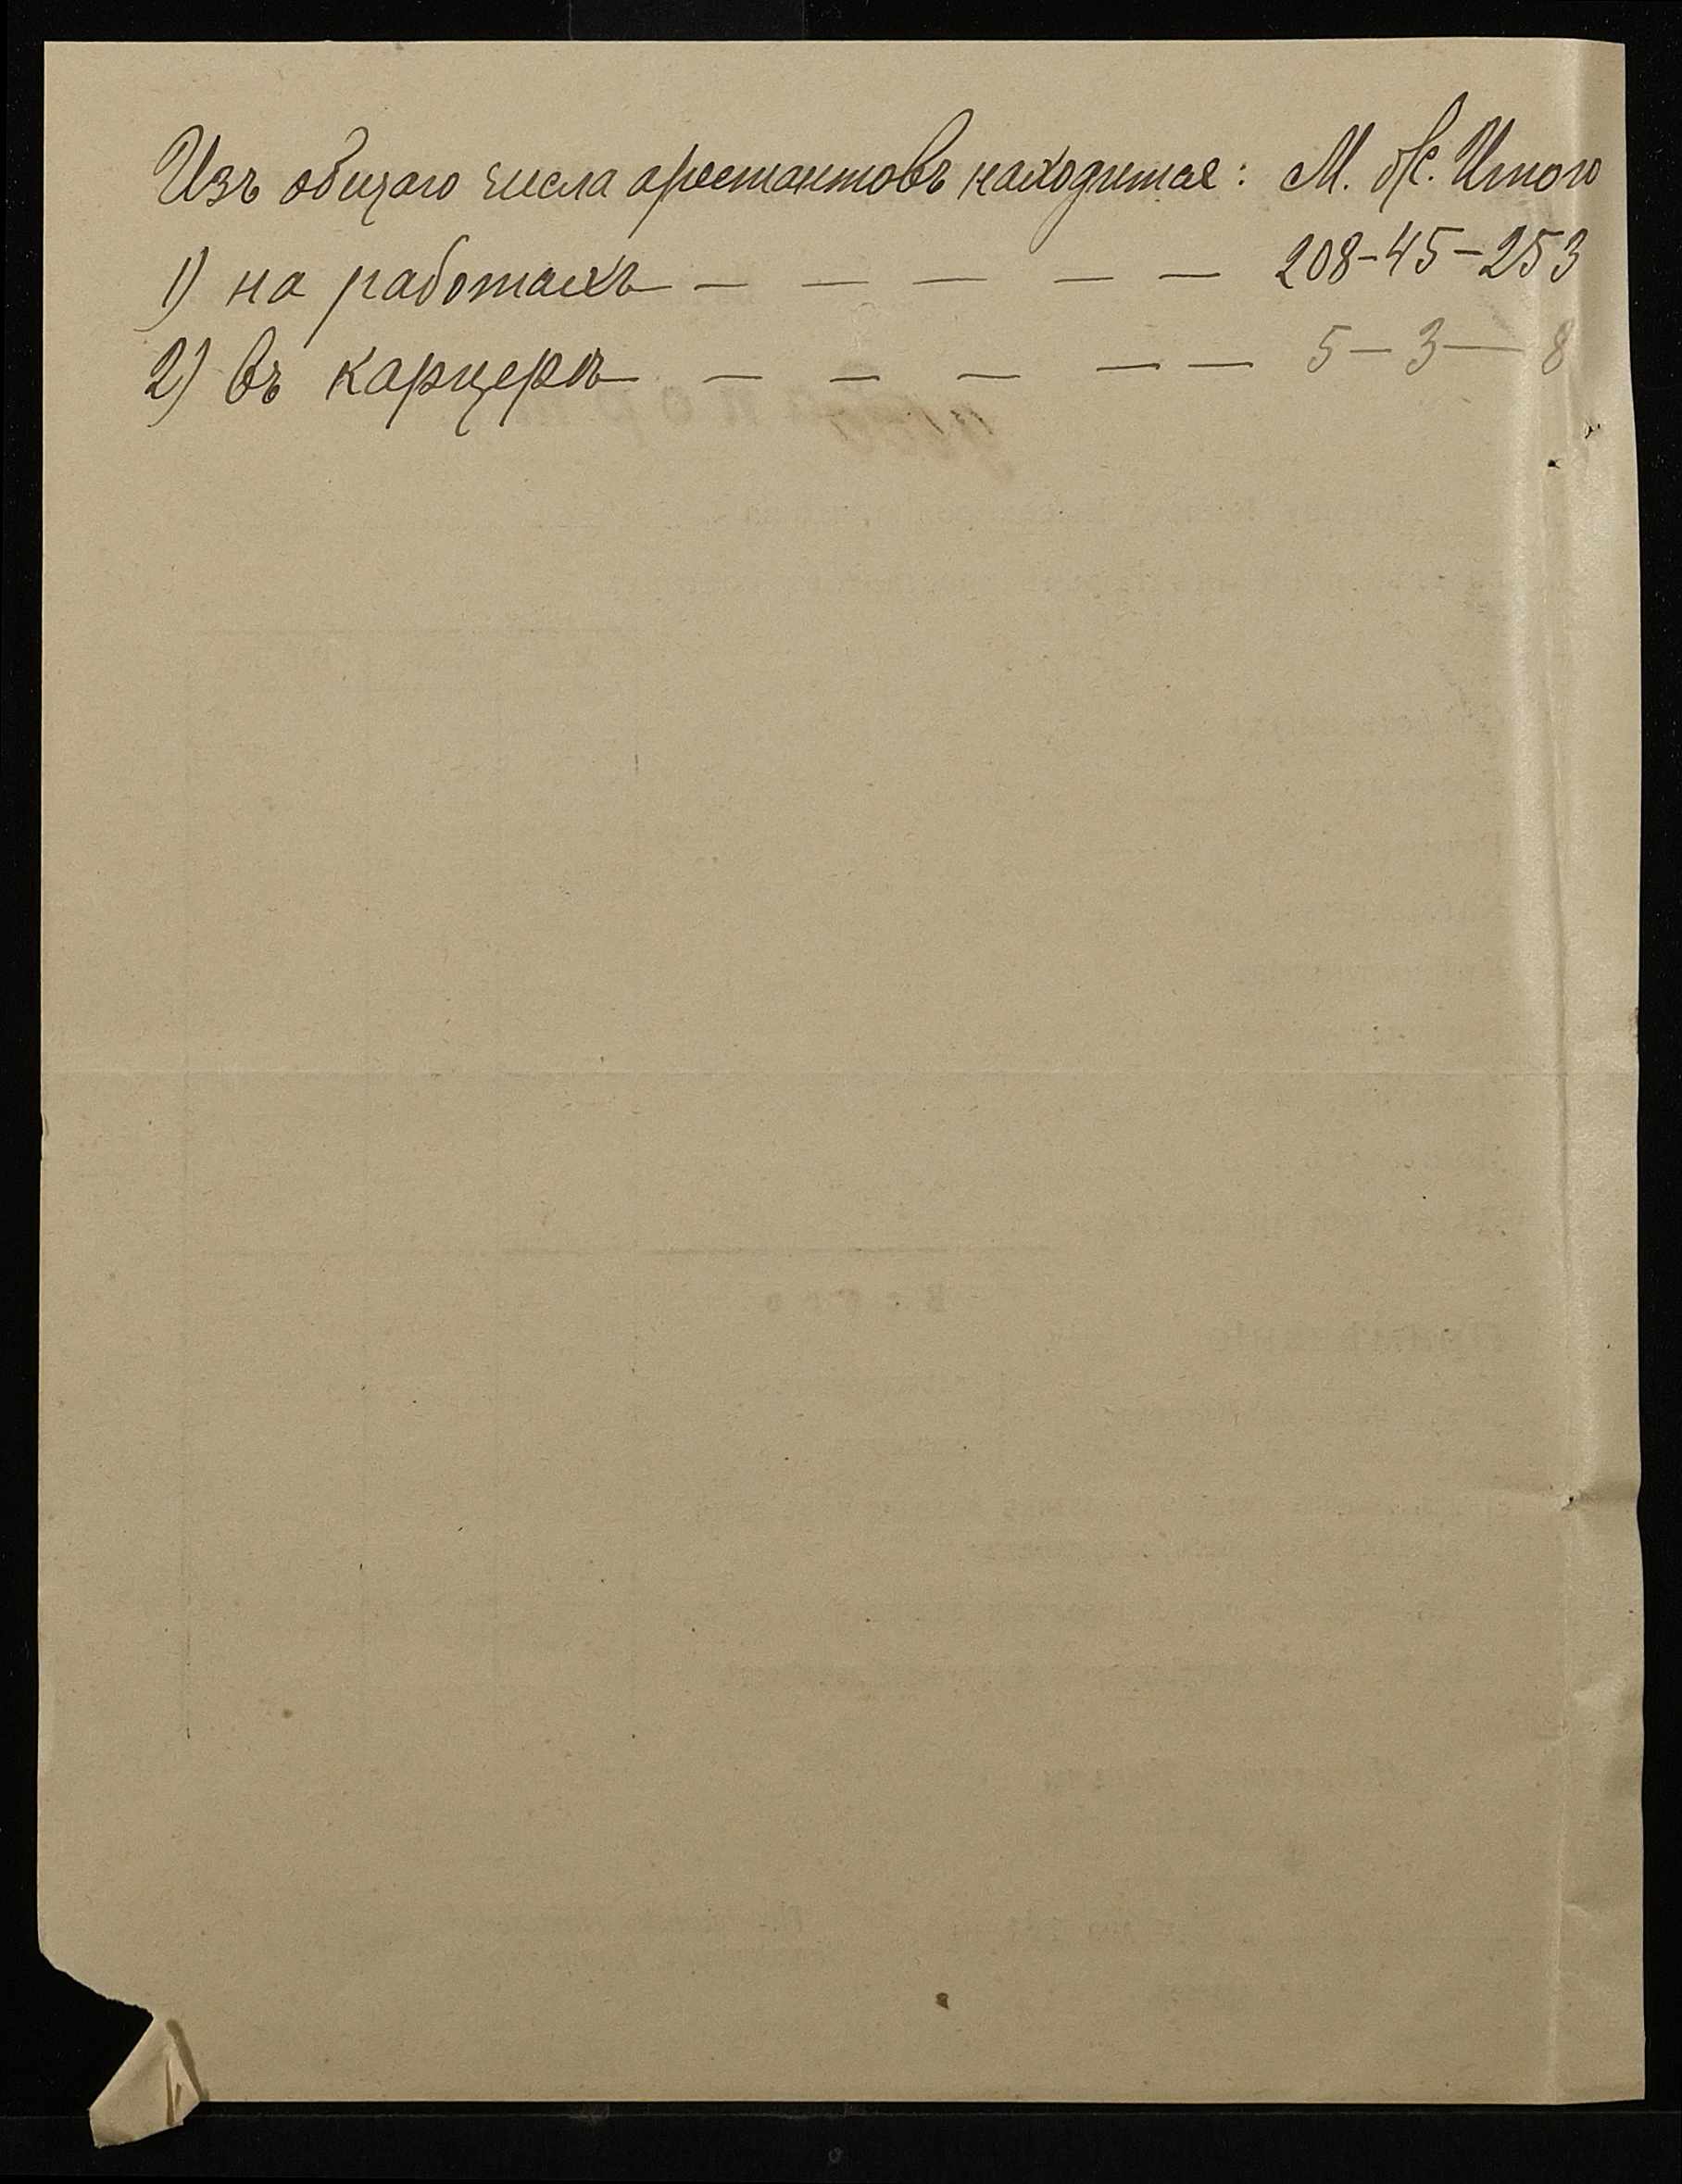 Изъ общаго числа арестантовъ находится: М. Ж. Итого
1) на работахъ — — — — — — 208-45-253
2) въ карцерѣ — — — — — — 5-3-8